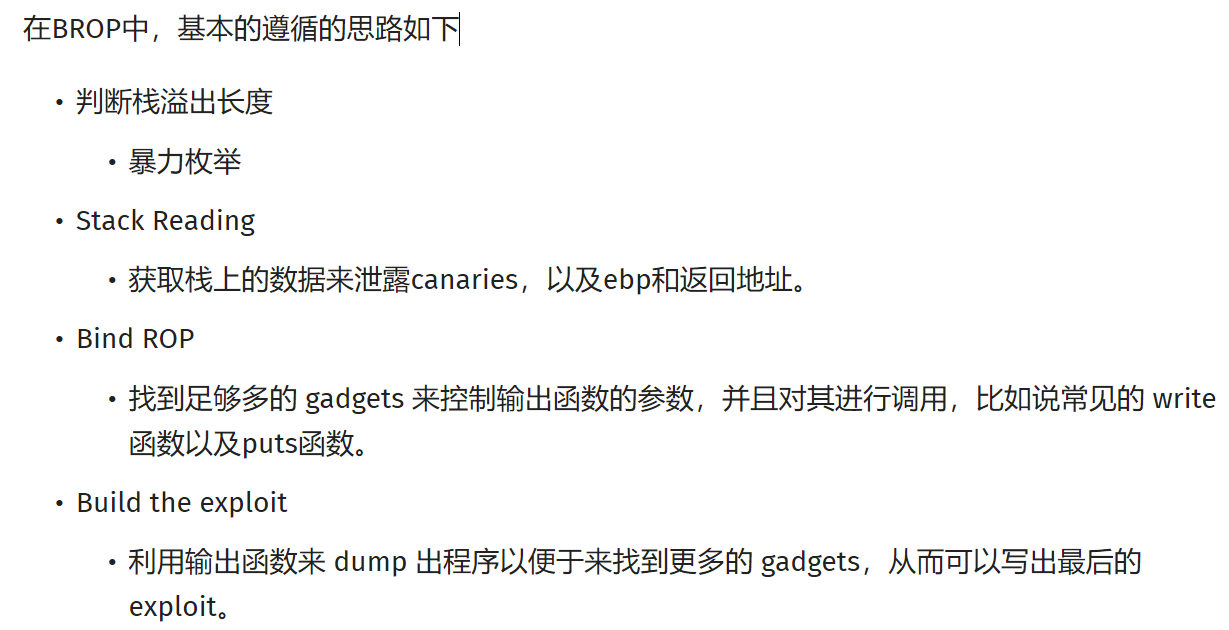 在BROP中，基本的遵循的思路如下
• 判断栈溢出长度
• 暴力枚举
• Stack Reading
• 获取栈上的数据来泄露canaries，以及ebp和返回地址。
• Bind ROP
• 找到足够多的 gadgets 来控制输出函数的参数，并且对其进行调用，比如说常见的 write
函数以及puts函数。
• Build the exploit
• 利用输出函数来 dump 出程序以便于来找到更多的 gadgets，从而可以写出最后的
exploit。